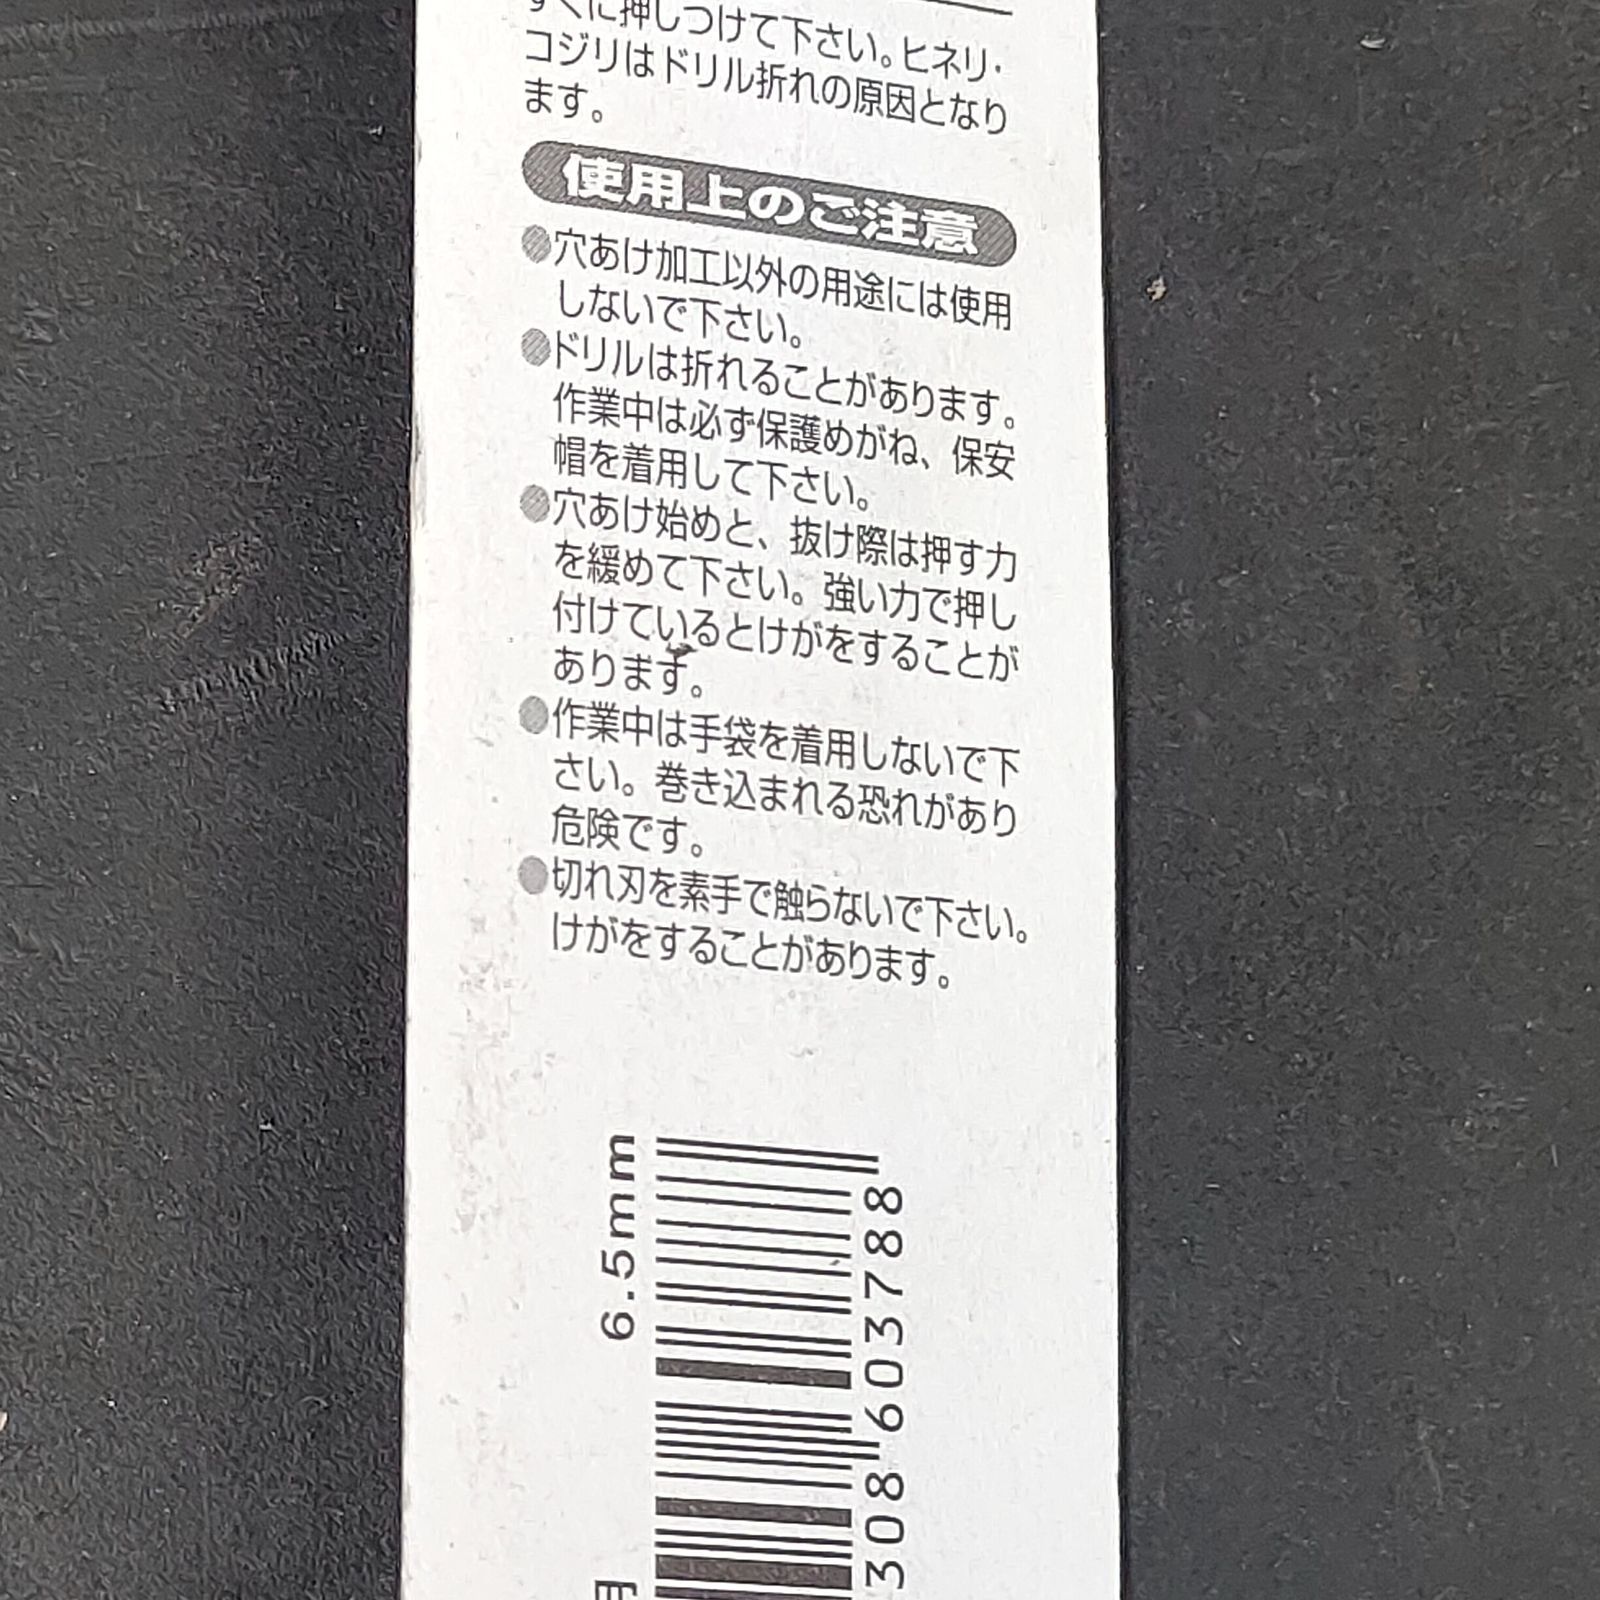 すぐに押しつけて下さい。ヒネリ・
コジリはドリル折れの原因となり
ます。
使用上のご注意
●穴あけ加工以外の用途には使用
しないで下さい。
●ドリルは折れることがあります。
作業中は必ず保護めがね、保安
帽を着用して下さい。
●穴あけ始めと、抜け際は押す力
を緩めて下さい。強い力で押し
付けているとけがをすることが
あります。
●作業中は手袋を着用しないで下
さい。巻き込まれる恐れがあり
危険です。
●切れ刃を素手で触らないで下さい。
けがをすることがあります。
6.5mm
308 603788